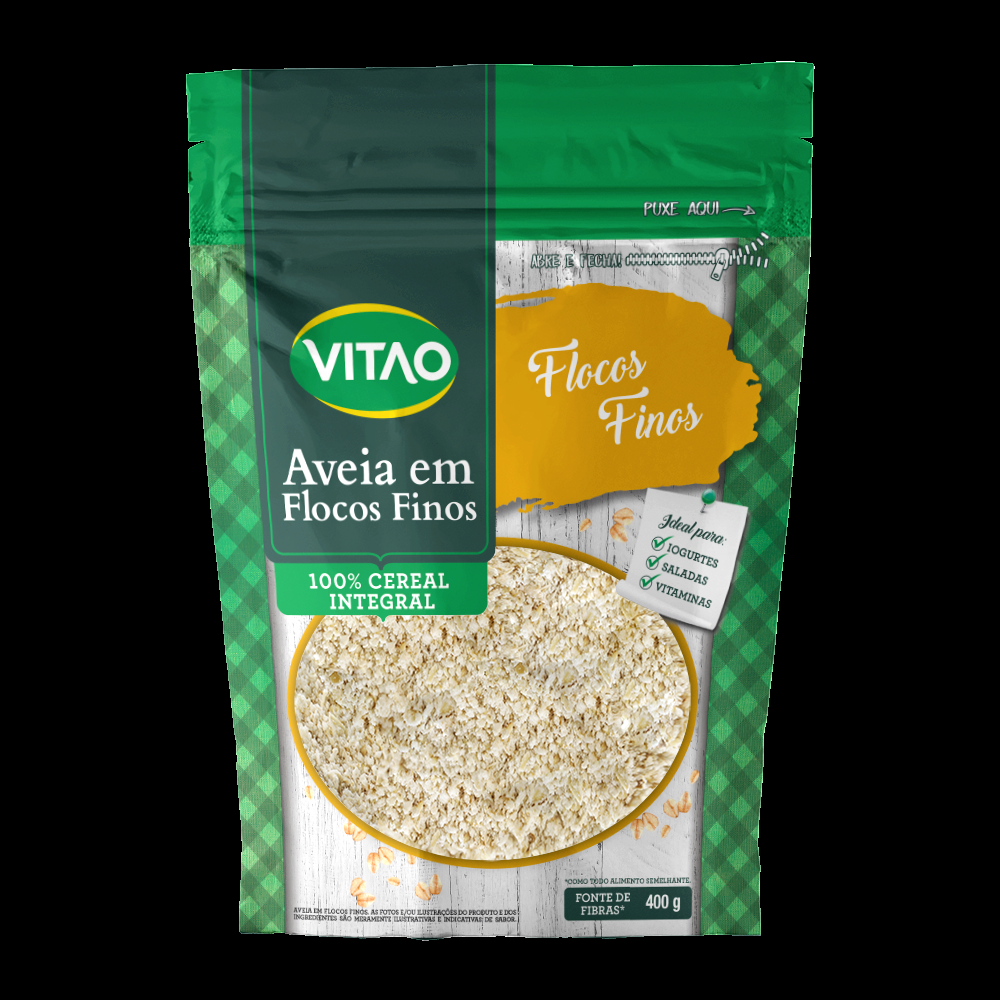 PUXE AQUI
ABRE E FECHA!
VITAO
Flocos
Finos
Aveia em
Flocos Finos
100% CEREAL
INTEGRAL
Ideal para:
IOGURTES
SALADAS
VITAMINAS
*COMO TODO ALIMENTO SEMELHANTE.
FONTE DE
FIBRAS*
400 g
AVEIA EM FLOCOS FINOS. AS FOTOS E/OU ILUSTRAÇÕES DO PRODUTO E DOS
INGREDIENTES SÃO MERAMENTE ILUSTRATIVAS E INDICATIVAS DE SABOR.